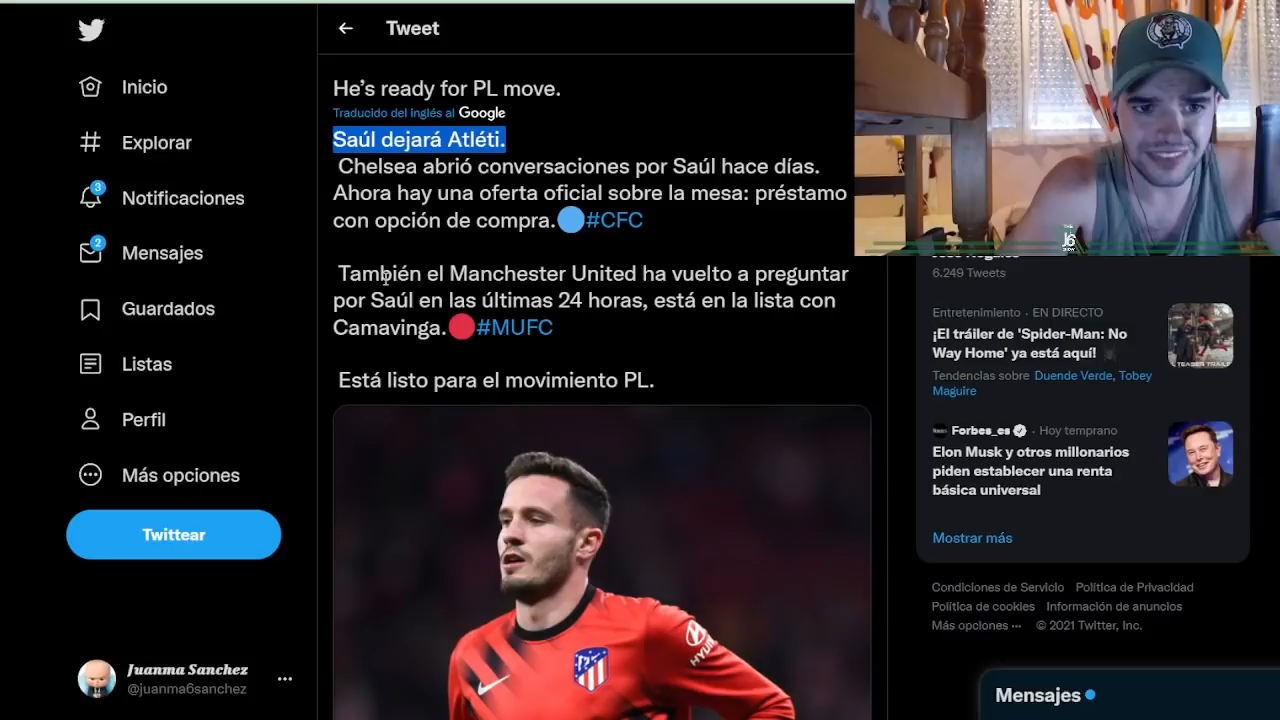 Tweet
Inicio
Explorar
3
Notificaciones
2
Mensajes
Guardados
Listas
Perfil
Más opciones
Twittear
Juanma Sanchez
@juanma6sanchez
He's ready for PL move.
Traducido del inglés al Google
Saúl dejará Atléti.
Chelsea abrió conversaciones por Saúl hace días.
Ahora hay una oferta oficial sobre la mesa: préstamo
con opción de compra. #CFC
También el Manchester United ha vuelto a preguntar
por Saúl en las últimas 24 horas, está en la lista con
Camavinga. #MUFC
Está listo para el movimiento PL.
HYUN
J6
6.249 Tweets
Entretenimiento · EN DIRECTO
¡El tráiler de 'Spider-Man: No
Way Home' ya está aquí!
Tendencias sobre Duende Verde, Tobey
Maguire
TEASER TRAILER
Forbes_es · Hoy temprano
Elon Musk y otros millonarios
piden establecer una renta
básica universal
Mostrar más
Condiciones de Servicio Política de Privacidad
Política de cookies Información de anuncios
Más opciones ··· © 2021 Twitter, Inc.
Mensajes